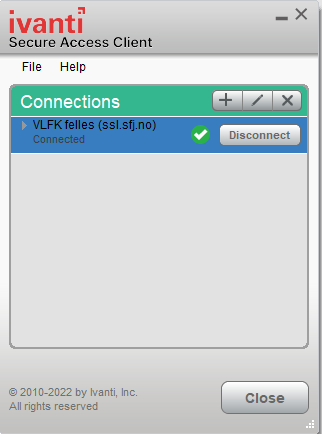 ivanti
Secure Access Client
File Help
Connections
VLFK felles (ssl.sfj.no)
Connected
Disconnect
© 2010-2022 by Ivanti, Inc.
All rights reserved
Close